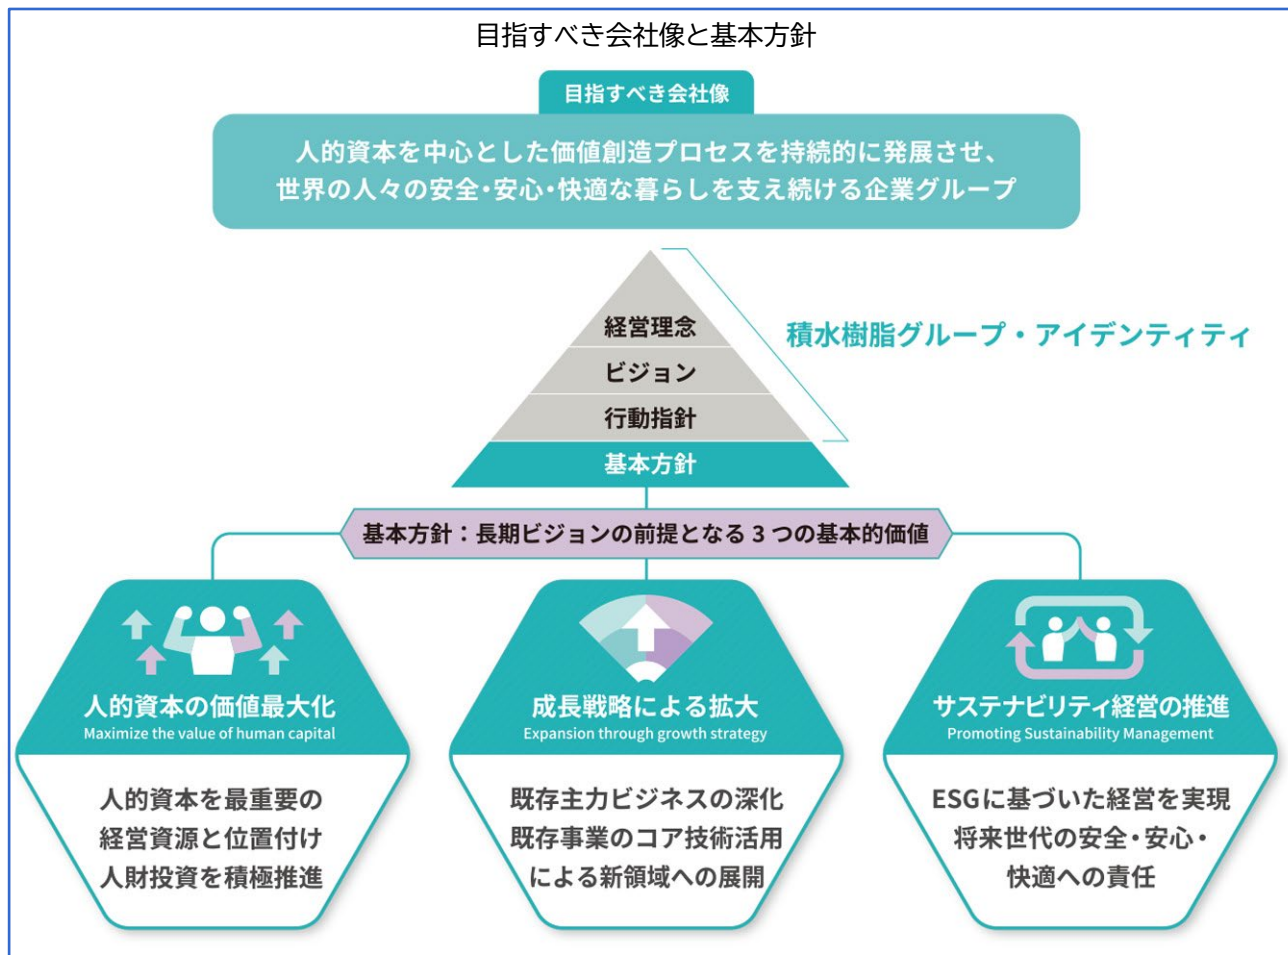 目指すべき会社像と基本方針
目指すべき会社像
人的資本を中心とした価値創造プロセスを持続的に発展させ、
世界の人々の安全・安心・快適な暮らしを支え続ける企業グループ
経営理念
ビジョン
行動指針
基本方針
積水樹脂グループ・アイデンティティ
基本方針：長期ビジョンの前提となる 3 つの基本的価値
人的資本の価値最大化
Maximize the value of human capital
人的資本を最重要の
経営資源と位置付け
人財投資を積極推進
成長戦略による拡大
Expansion through growth strategy
既存主力ビジネスの深化
既存事業のコア技術活用
による新領域への展開
サステナビリティ経営の推進
Promoting Sustainability Management
ESGに基づいた経営を実現
将来世代の安全・安心・
快適への責任